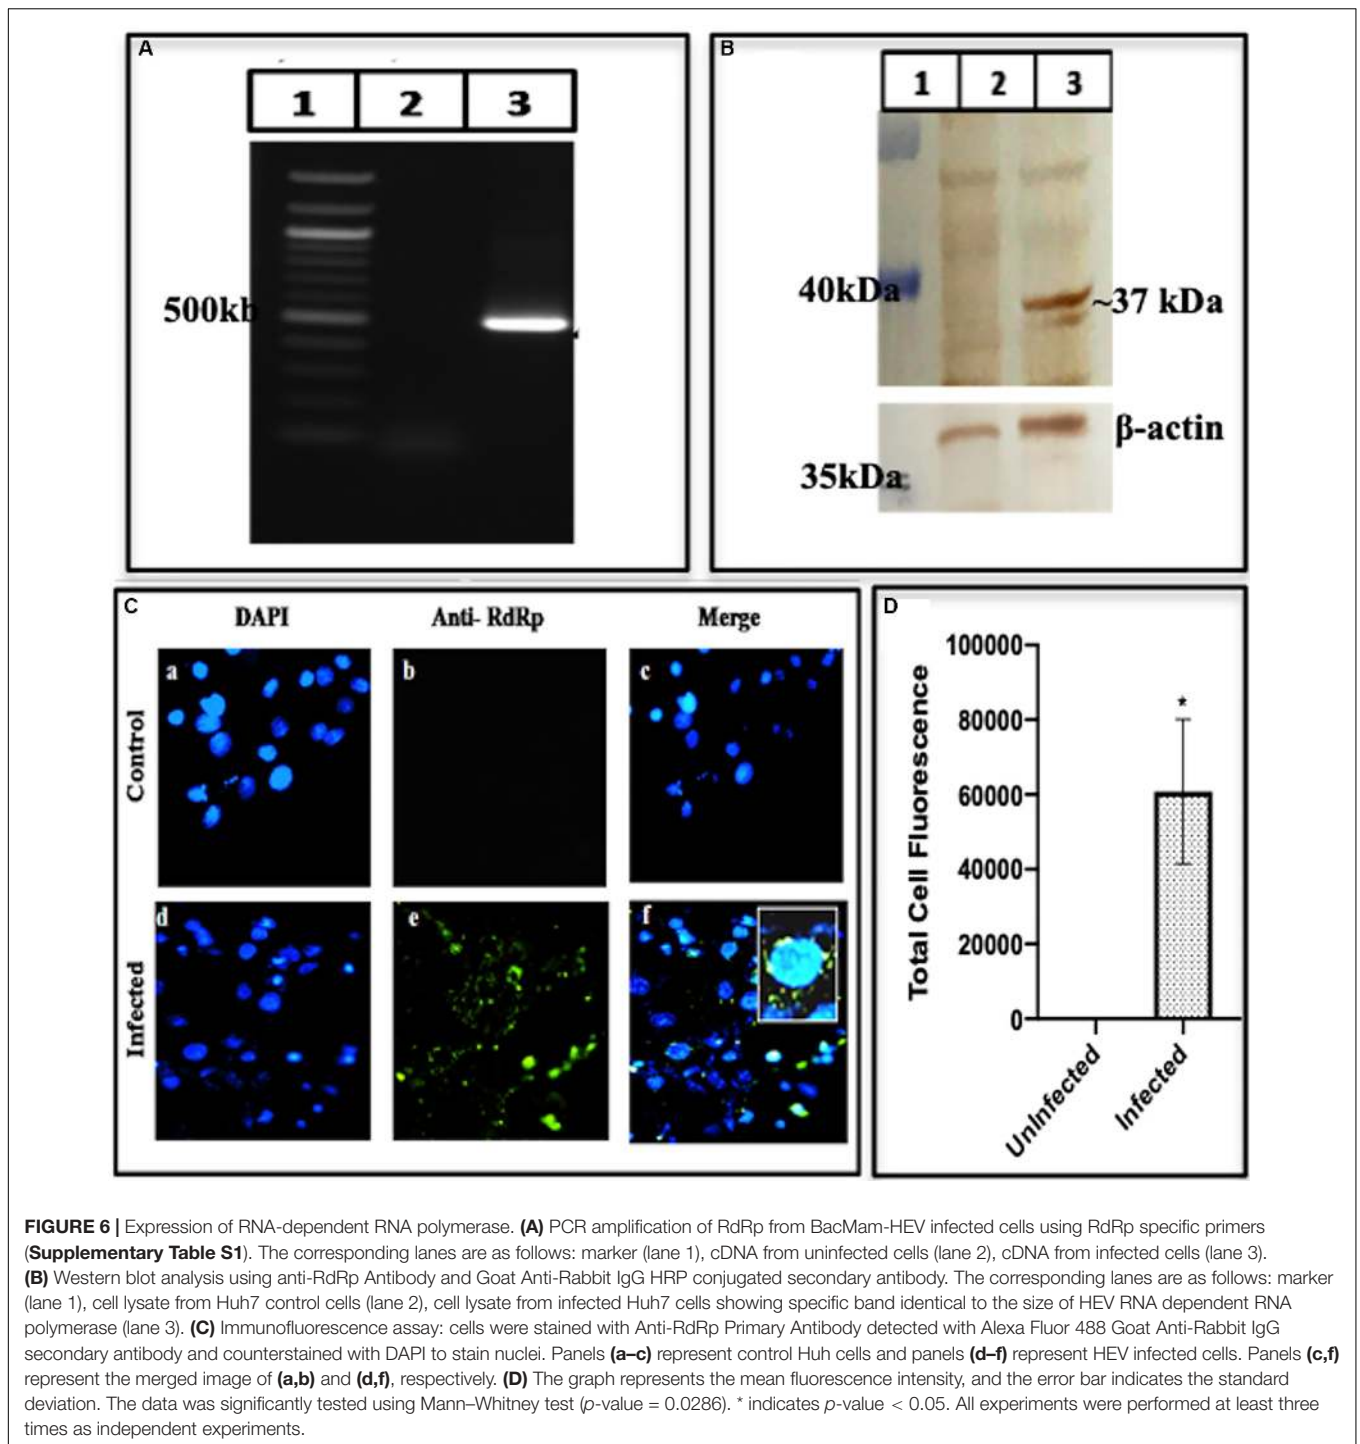 A
1 2 3
500kb
B
1 2 3
40kDa
~37 kDa
β-actin
35kDa
C
DAPI Anti- RdRp Merge
Control
a b c
Infected
d e f
D
Total Cell Fluorescence
100000
80000
60000
40000
20000
0
*
UnInfected
Infected
FIGURE 6 | Expression of RNA-dependent RNA polymerase. (A) PCR amplification of RdRp from BacMam-HEV infected cells using RdRp specific primers
(Supplementary Table S1). The corresponding lanes are as follows: marker (lane 1), cDNA from uninfected cells (lane 2), cDNA from infected cells (lane 3).
(B) Western blot analysis using anti-RdRp Antibody and Goat Anti-Rabbit IgG HRP conjugated secondary antibody. The corresponding lanes are as follows: marker
(lane 1), cell lysate from Huh7 control cells (lane 2), cell lysate from infected Huh7 cells showing specific band identical to the size of HEV RNA dependent RNA
polymerase (lane 3). (C) Immunofluorescence assay: cells were stained with Anti-RdRp Primary Antibody detected with Alexa Fluor 488 Goat Anti-Rabbit IgG
secondary antibody and counterstained with DAPI to stain nuclei. Panels (a–c) represent control Huh cells and panels (d–f) represent HEV infected cells. Panels (c,f)
represent the merged image of (a,b) and (d,f), respectively. (D) The graph represents the mean fluorescence intensity, and the error bar indicates the standard
deviation. The data was significantly tested using Mann–Whitney test (p-value = 0.0286). * indicates p-value < 0.05. All experiments were performed at least three
times as independent experiments.